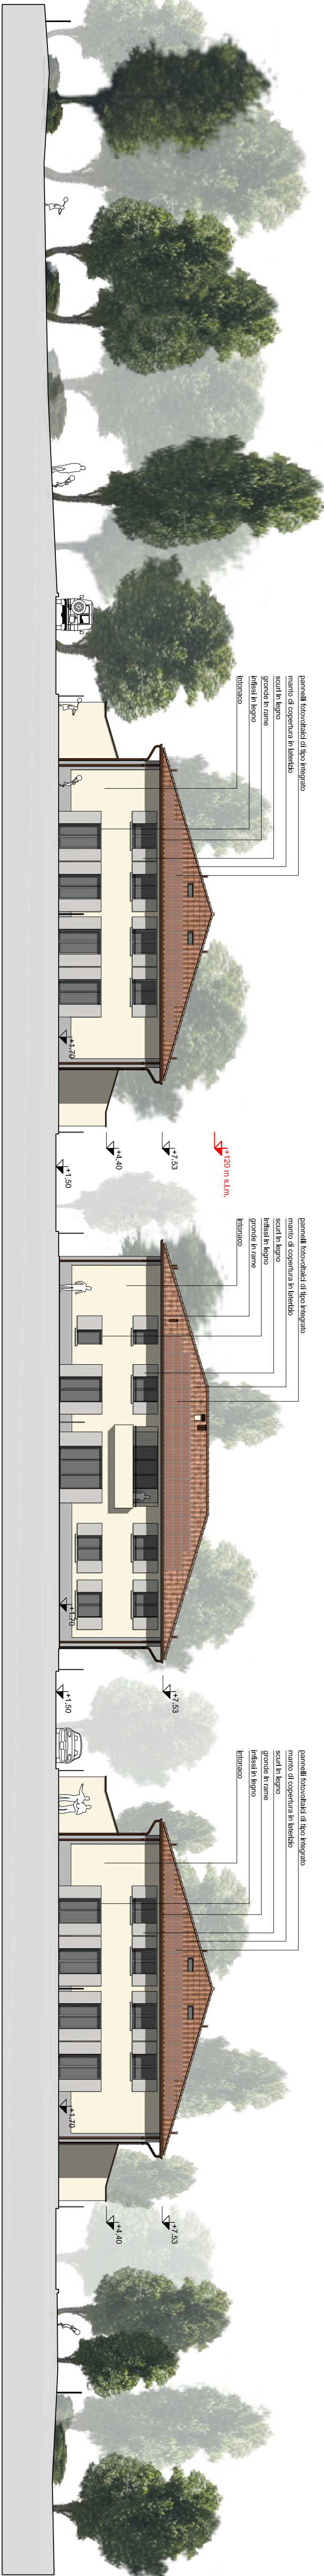 pannelli fotovoltaici di tipo integrato
manto di copertura in laterizio
scuri in legno
gronde in rame
infissi in legno
intonaco
+1,70
+120 m s.l.m.
+7.53
+4.40
+1.50
pannelli fotovoltaici di tipo integrato
manto di copertura in laterizio
scuri in legno
infissi in legno
gronde in rame
intonaco
+1,70
+7.53
+1.50
pannelli fotovoltaici di tipo integrato
manto di copertura in laterizio
scuri in legno
gronde in rame
infissi in legno
intonaco
+1,70
+7.53
+4.40